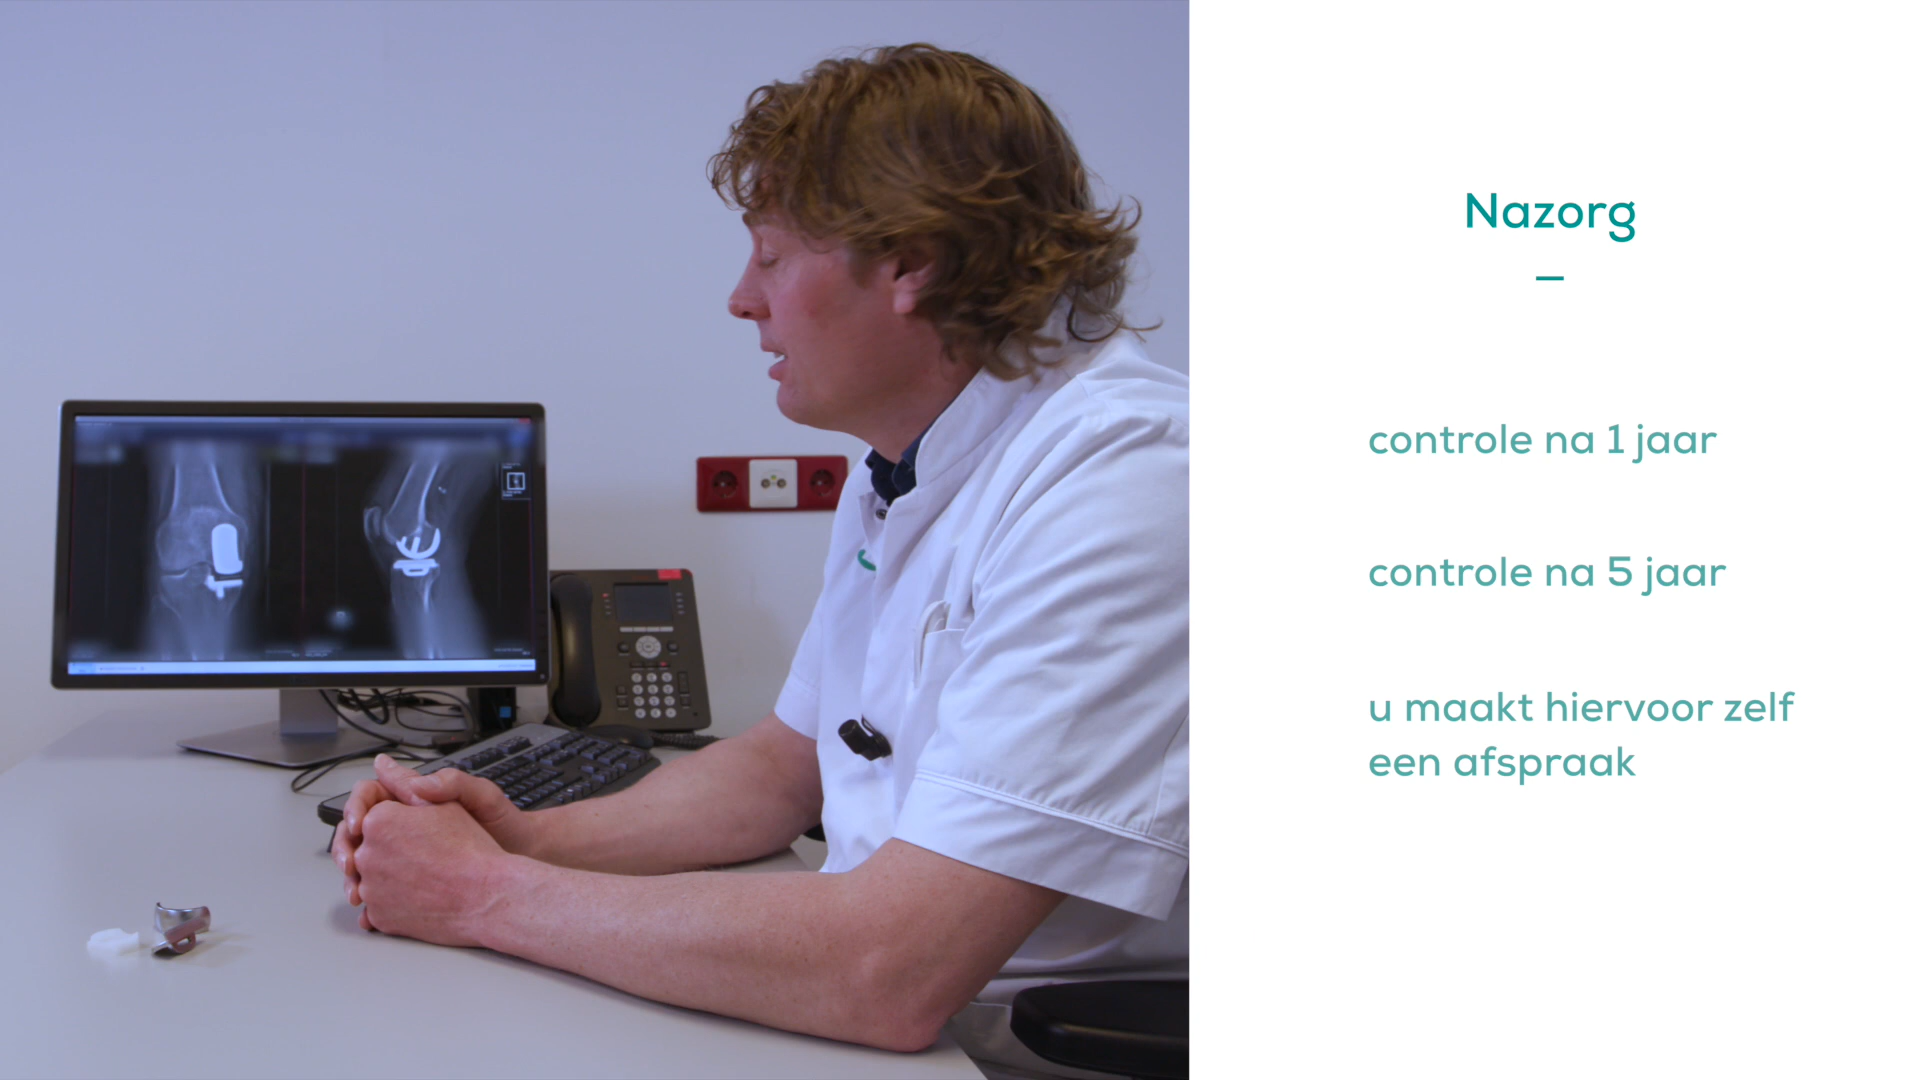 Nazorg
–
controle na 1 jaar
controle na 5 jaar
u maakt hiervoor zelf
een afspraak